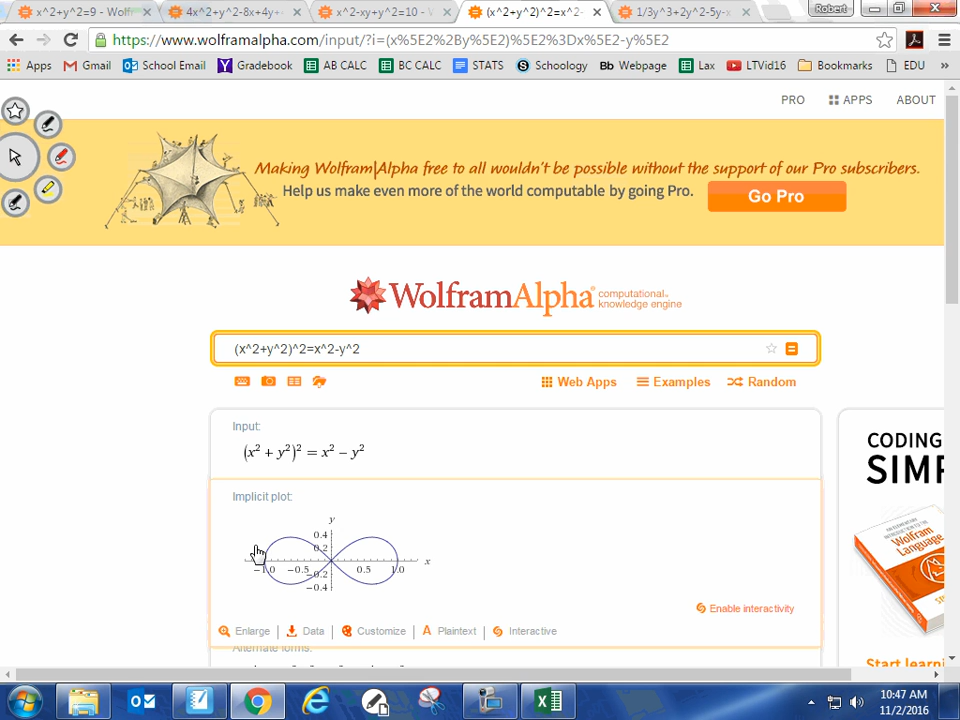 x^2+y^2=9 - Wolfr
4x^2+y^2-8x+4y+
x^2-xy+y^2=10 - W
(x^2+y^2)^2=x^2-
1/3y^3+2y^2-5y-x
Robert
https://www.wolframalpha.com/input/?i=(x%5E2%2By%5E2)%5E2%3Dx%5E2-y%5E2
Apps Gmail School Email Gradebook AB CALC BC CALC STATS Schoology Bb Webpage Lax LTVid16 Bookmarks EDU »
PRO APPS ABOUT
Making Wolfram|Alpha free to all wouldn't be possible without the support of our Pro subscribers.
Help us make even more of the world computable by going Pro. Go Pro
WolframAlpha computational knowledge engine
(x^2+y^2)^2=x^2-y^2
Web Apps Examples Random
Input:
(x² + y²)² = x² − y²
CODING
SIMP
Implicit plot:
y
0.4
0.2
−1.0 −0.5 0.5 1.0 x
−0.2
−0.4
Wolfram
Language
Enable interactivity
Enlarge | Data | Customize A Plaintext | Interactive
Alternate forms:
Start learni
10:47 AM
11/2/2016